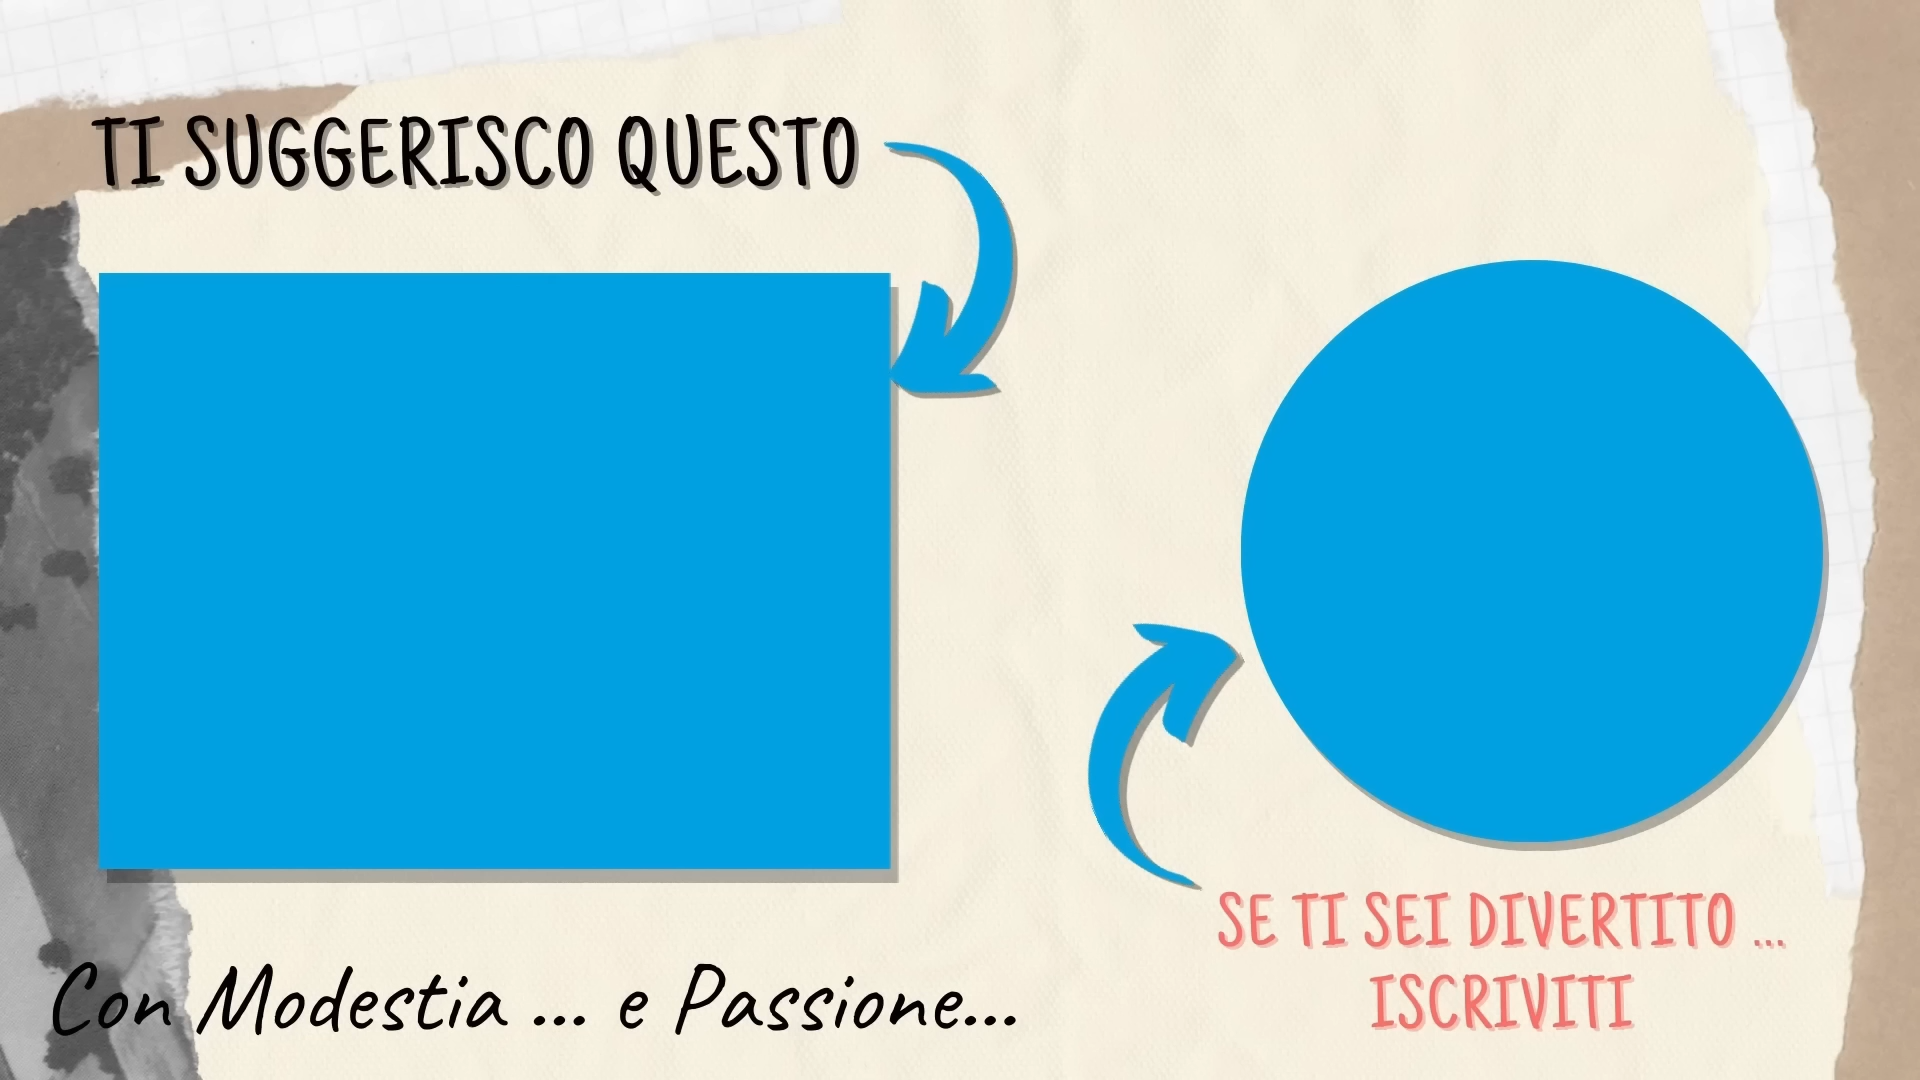 TI SUGGERISCO QUESTO
SE TI SEI DIVERTITO ...
ISCRIVITI
Con Modestia ... e Passione...